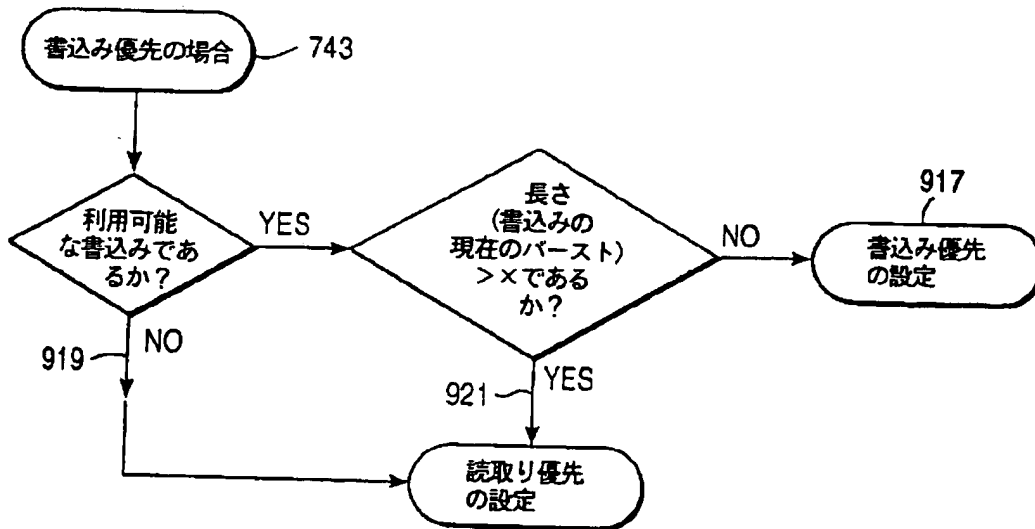 書込み優先の場合
743
利用可能
な書込みであ
るか?
YES
NO
919
長さ
(書込みの
現在のバースト)
>×である
か?
NO
YES
921
917
書込み優先
の設定
読取り優先
の設定